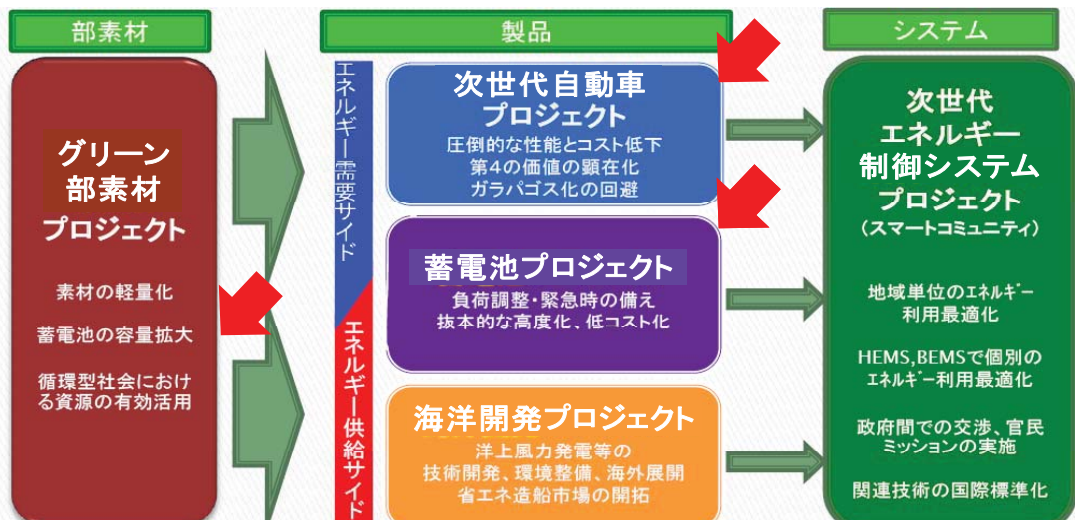 部素材
グリーン
部素材
プロジェクト
素材の軽量化
蓄電池の容量拡大
循環型社会におけ
る資源の有効活用
製品
エネルギー需要サイド
エネルギー供給サイド
次世代自動車
プロジェクト
圧倒的な性能とコスト低下
第4の価値の顕在化
ガラパゴス化の回避
蓄電池プロジェクト
負荷調整・緊急時の備え
抜本的な高度化、低コスト化
海洋開発プロジェクト
洋上風力発電等の
技術開発、環境整備、海外展開
省エネ造船市場の開拓
システム
次世代
エネルギー
制御システム
プロジェクト
（スマートコミュニティ）
地域単位のエネルギー
利用最適化
HEMS,BEMSで個別の
エネルギー利用最適化
政府間での交渉、官民
ミッションの実施
関連技術の国際標準化